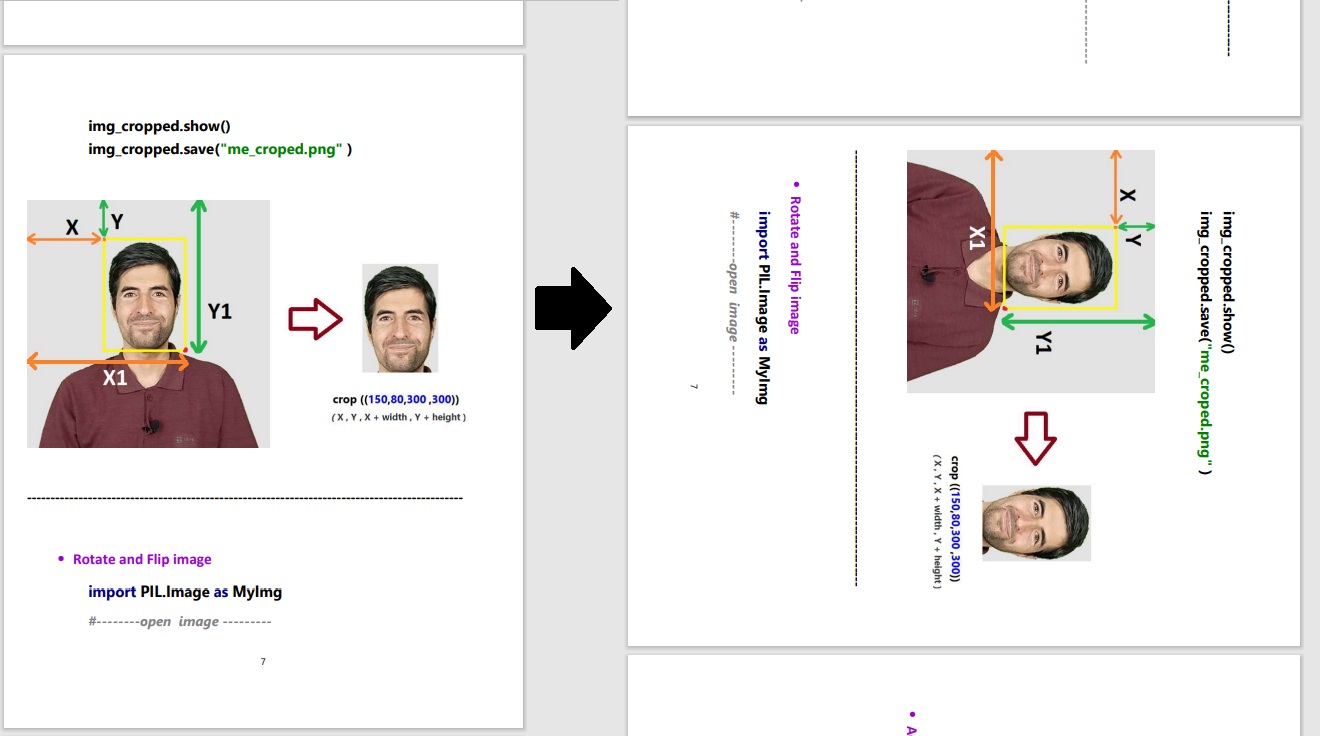 img_cropped.show()
img_cropped.save("me_croped.png" )
X
Y
Y1
X1
crop ((150,80,300 ,300))
( X , Y , X + width , Y + height )
-----------------------------------------------------------------------------------------------
• Rotate and Flip image
import PIL.Image as MyImg
#--------open  image ---------
7
img_cropped.show()
img_cropped.save("me_croped.png" )
X
Y
X1
Y1
crop ((150,80,300 ,300))
( X , Y , X + width , Y + height )
-----------------------------------------------------------------------------------------------
• Rotate and Flip image
import PIL.Image as MyImg
#--------open  image ---------
7